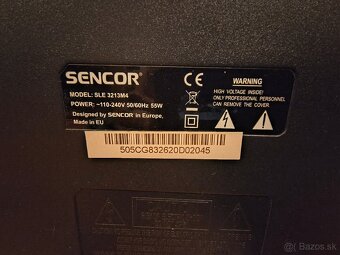 SENCOR
MODEL: SLE 3213M4
POWER: ~110-240V 50/60Hz 55W
Designed by SENCOR in Europe,
Made in EU
WARNING
HIGH VOLTAGE INSIDE!
ONLY PROFESSIONAL PERSONNEL
CAN REMOVE THE COVER.
505CG832620D02045
Bazos.sk